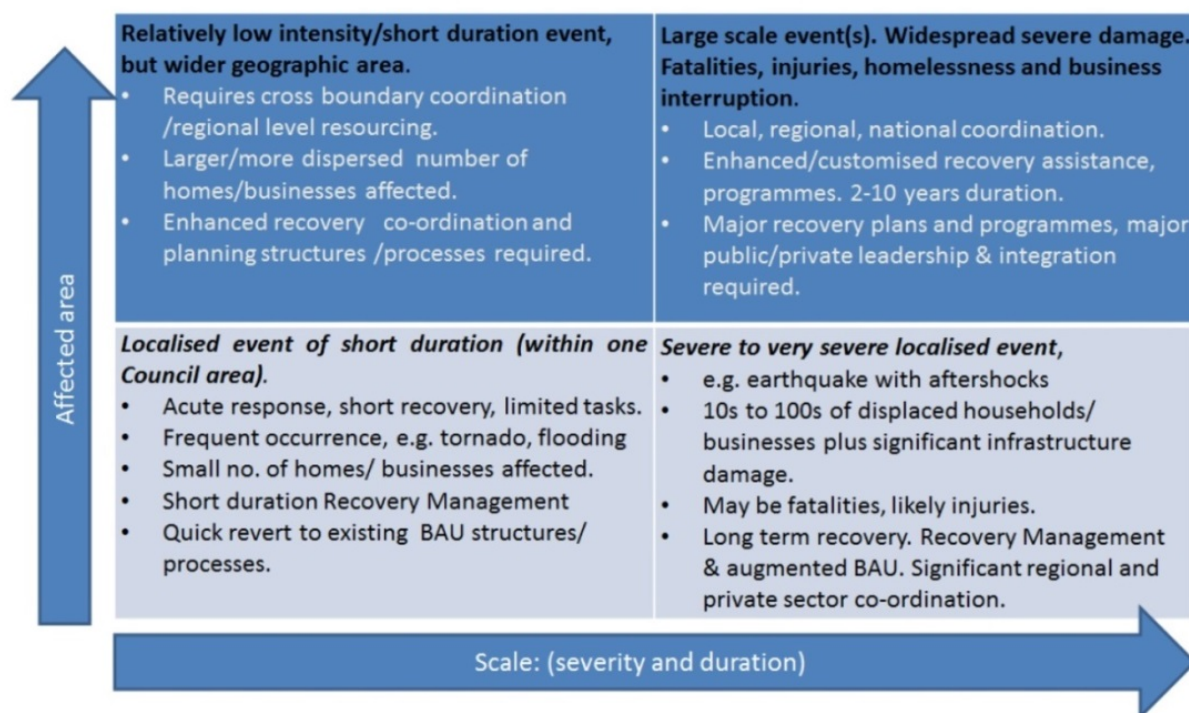 Affected area
Relatively low intensity/short duration event,
but wider geographic area.
• Requires cross boundary coordination
/regional level resourcing.
• Larger/more dispersed number of
homes/businesses affected.
• Enhanced recovery co-ordination and
planning structures /processes required.
Large scale event(s). Widespread severe damage.
Fatalities, injuries, homelessness and business
interruption.
• Local, regional, national coordination.
• Enhanced/customised recovery assistance,
programmes. 2-10 years duration.
• Major recovery plans and programmes, major
public/private leadership & integration
required.
Localised event of short duration (within one
Council area).
• Acute response, short recovery, limited tasks.
• Frequent occurrence, e.g. tornado, flooding
• Small no. of homes/ businesses affected.
• Short duration Recovery Management
• Quick revert to existing BAU structures/
processes.
Severe to very severe localised event,
• e.g. earthquake with aftershocks
• 10s to 100s of displaced households/
businesses plus significant infrastructure
damage.
• May be fatalities, likely injuries.
• Long term recovery. Recovery Management
& augmented BAU. Significant regional and
private sector co-ordination.
Scale: (severity and duration)